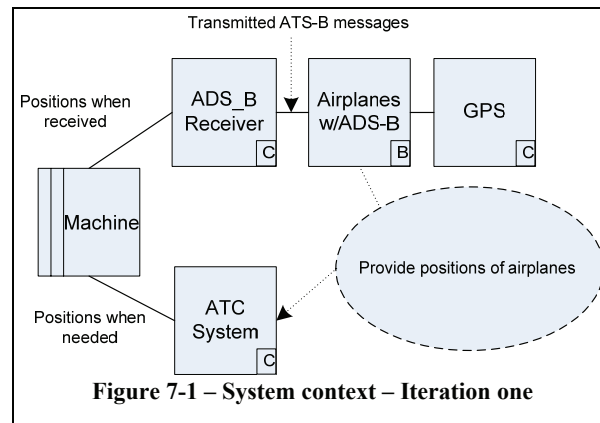 Transmitted ATS-B messages
Positions when
received
ADS_B
Receiver
C
Airplanes
w/ADS-B
B
GPS
C
Machine
Provide positions of airplanes
Positions when
needed
ATC
System
C
Figure 7-1 – System context – Iteration one